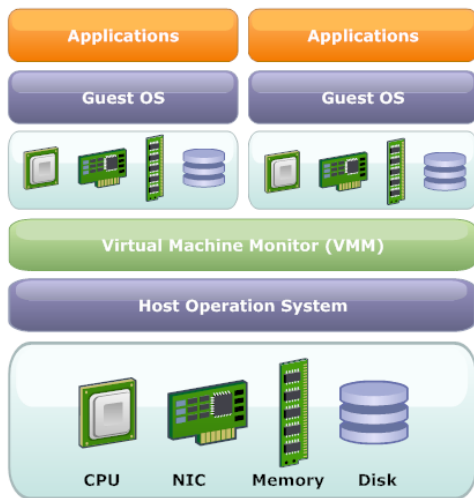 Applications
Applications
Guest OS
Guest OS
Virtual Machine Monitor (VMM)
Host Operation System
CPU NIC Memory Disk